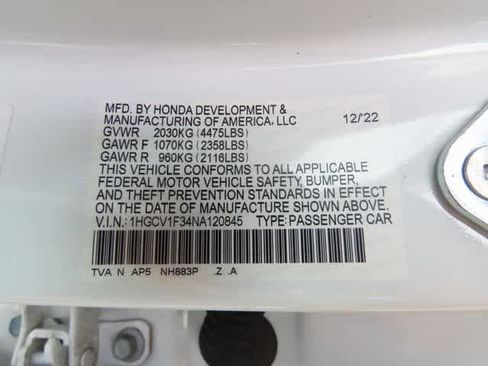 MFD. BY HONDA DEVELOPMENT &
MANUFACTURING OF AMERICA, LLC 12/22
GVWR 2030KG (4475LBS)
GAWR F 1070KG (2358LBS)
GAWR R 960KG (2116LBS)
THIS VEHICLE CONFORMS TO ALL APPLICABLE
FEDERAL MOTOR VEHICLE SAFETY, BUMPER,
AND THEFT PREVENTION STANDARDS IN EFFECT
ON THE DATE OF MANUFACTURE SHOWN ABOVE.
V.I.N.: 1HGCV1F34NA120845 TYPE: PASSENGER CAR
TVA N AP5 NH883P .Z .A